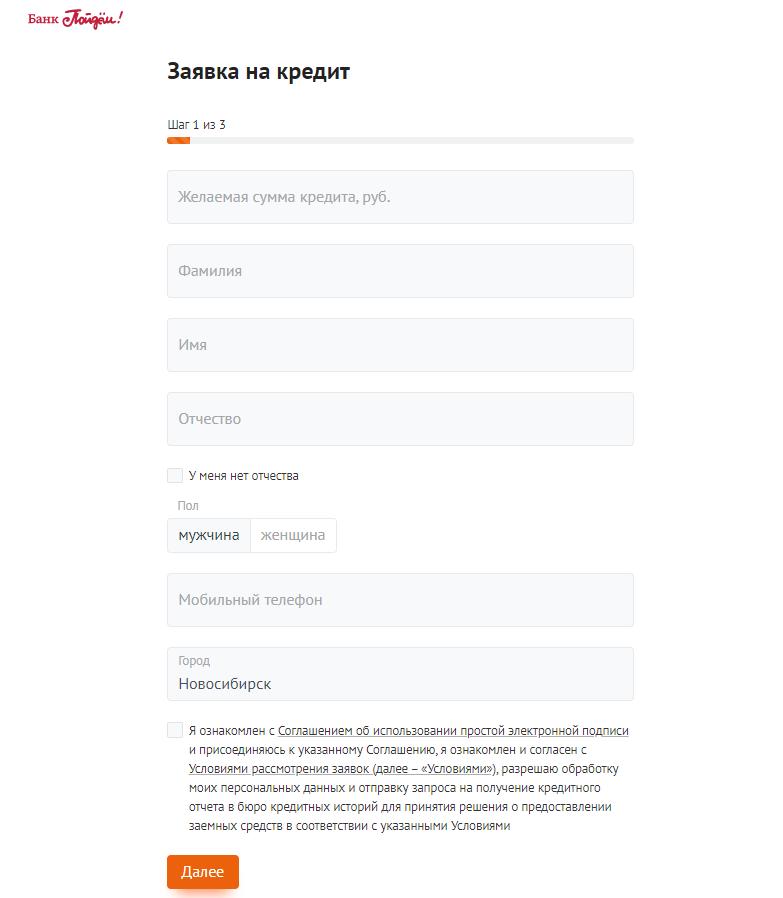 Банк Пойдём!
Заявка на кредит
Шаг 1 из 3
Желаемая сумма кредита, руб.
Фамилия
Имя
Отчество
У меня нет отчества
Пол
мужчина женщина
Мобильный телефон
Город
Новосибирск
Я ознакомлен с Соглашением об использовании простой электронной подписи
и присоединяюсь к указанному Соглашению, я ознакомлен и согласен с
Условиями рассмотрения заявок (далее – «Условиями»), разрешаю обработку
моих персональных данных и отправку запроса на получение кредитного
отчета в бюро кредитных историй для принятия решения о предоставлении
заемных средств в соответствии с указанными Условиями
Далее